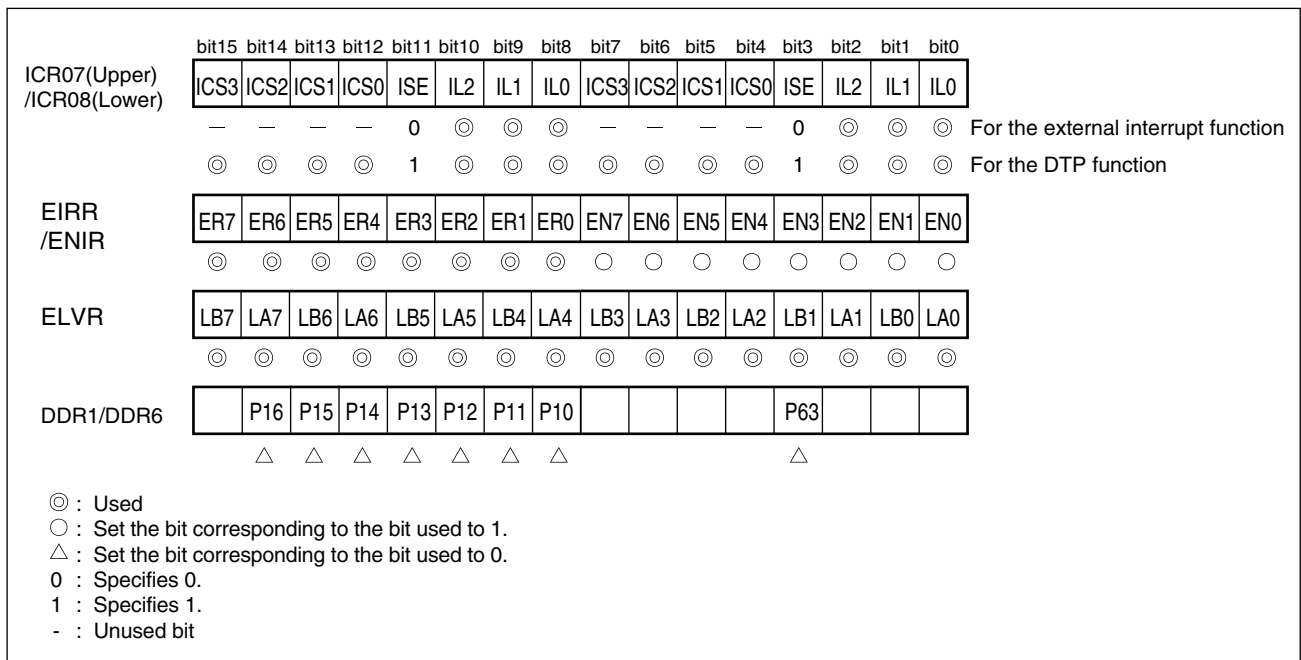 bit15 bit14 bit13 bit12 bit11 bit10 bit9 bit8 bit7 bit6 bit5 bit4 bit3 bit2 bit1 bit0
ICR07(Upper)
/ICR08(Lower)
ICS3 ICS2 ICS1 ICS0 ISE IL2 IL1 IL0 ICS3 ICS2 ICS1 ICS0 ISE IL2 IL1 IL0
– – – – 0 ◎ ◎ ◎ – – – – 0 ◎ ◎ ◎ For the external interrupt function
◎ ◎ ◎ ◎ 1 ◎ ◎ ◎ ◎ ◎ ◎ ◎ 1 ◎ ◎ ◎ For the DTP function
EIRR
/ENIR
ER7 ER6 ER5 ER4 ER3 ER2 ER1 ER0 EN7 EN6 EN5 EN4 EN3 EN2 EN1 EN0
◎ ◎ ◎ ◎ ◎ ◎ ◎ ◎ ○ ○ ○ ○ ○ ○ ○ ○
ELVR LB7 LA7 LB6 LA6 LB5 LA5 LB4 LA4 LB3 LA3 LB2 LA2 LB1 LA1 LB0 LA0
◎ ◎ ◎ ◎ ◎ ◎ ◎ ◎ ◎ ◎ ◎ ◎ ◎ ◎ ◎ ◎
DDR1/DDR6 P16 P15 P14 P13 P12 P11 P10 P63
△ △ △ △ △ △ △ △
◎ : Used
○ : Set the bit corresponding to the bit used to 1.
△ : Set the bit corresponding to the bit used to 0.
0 : Specifies 0.
1 : Specifies 1.
- : Unused bit